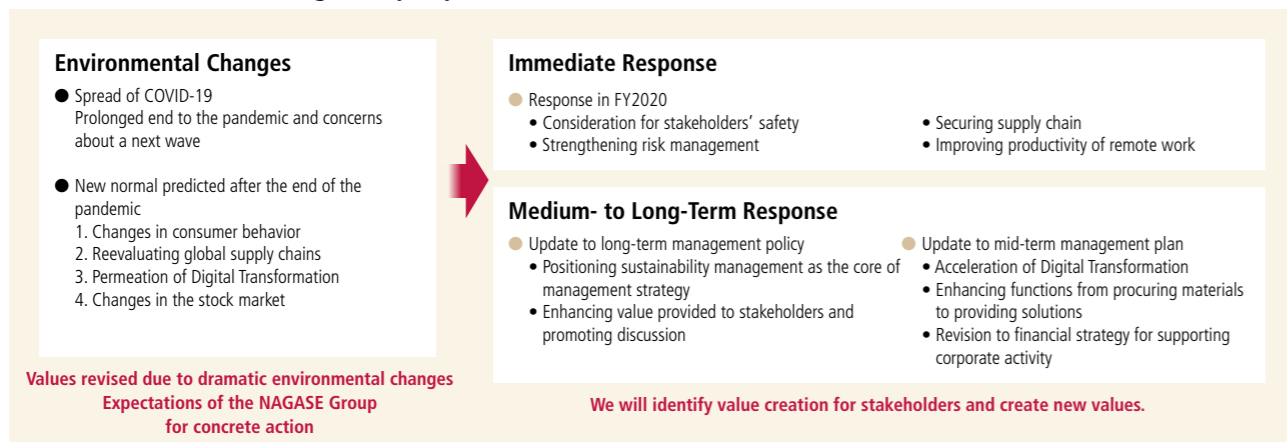 Environmental Changes
● Spread of COVID-19
Prolonged end to the pandemic and concerns
about a next wave
● New normal predicted after the end of the
pandemic
1. Changes in consumer behavior
2. Reevaluating global supply chains
3. Permeation of Digital Transformation
4. Changes in the stock market
Values revised due to dramatic environmental changes
Expectations of the NAGASE Group
for concrete action
Immediate Response
● Response in FY2020
• Consideration for stakeholders’ safety
• Strengthening risk management
• Securing supply chain
• Improving productivity of remote work
Medium- to Long-Term Response
● Update to long-term management policy
• Positioning sustainability management as the core of
management strategy
• Enhancing value provided to stakeholders and
promoting discussion
● Update to mid-term management plan
• Acceleration of Digital Transformation
• Enhancing functions from procuring materials
to providing solutions
• Revision to financial strategy for supporting
corporate activity
We will identify value creation for stakeholders and create new values.